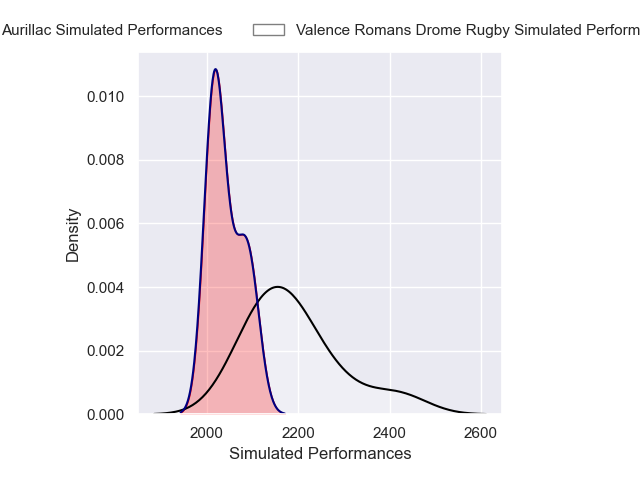 Aurillac Simulated Performances
Valence Romans Drome Rugby Simulated Perform
0.010
0.008
0.006
0.004
0.002
0.000
Density
2000 2200 2400 2600
Simulated Performances